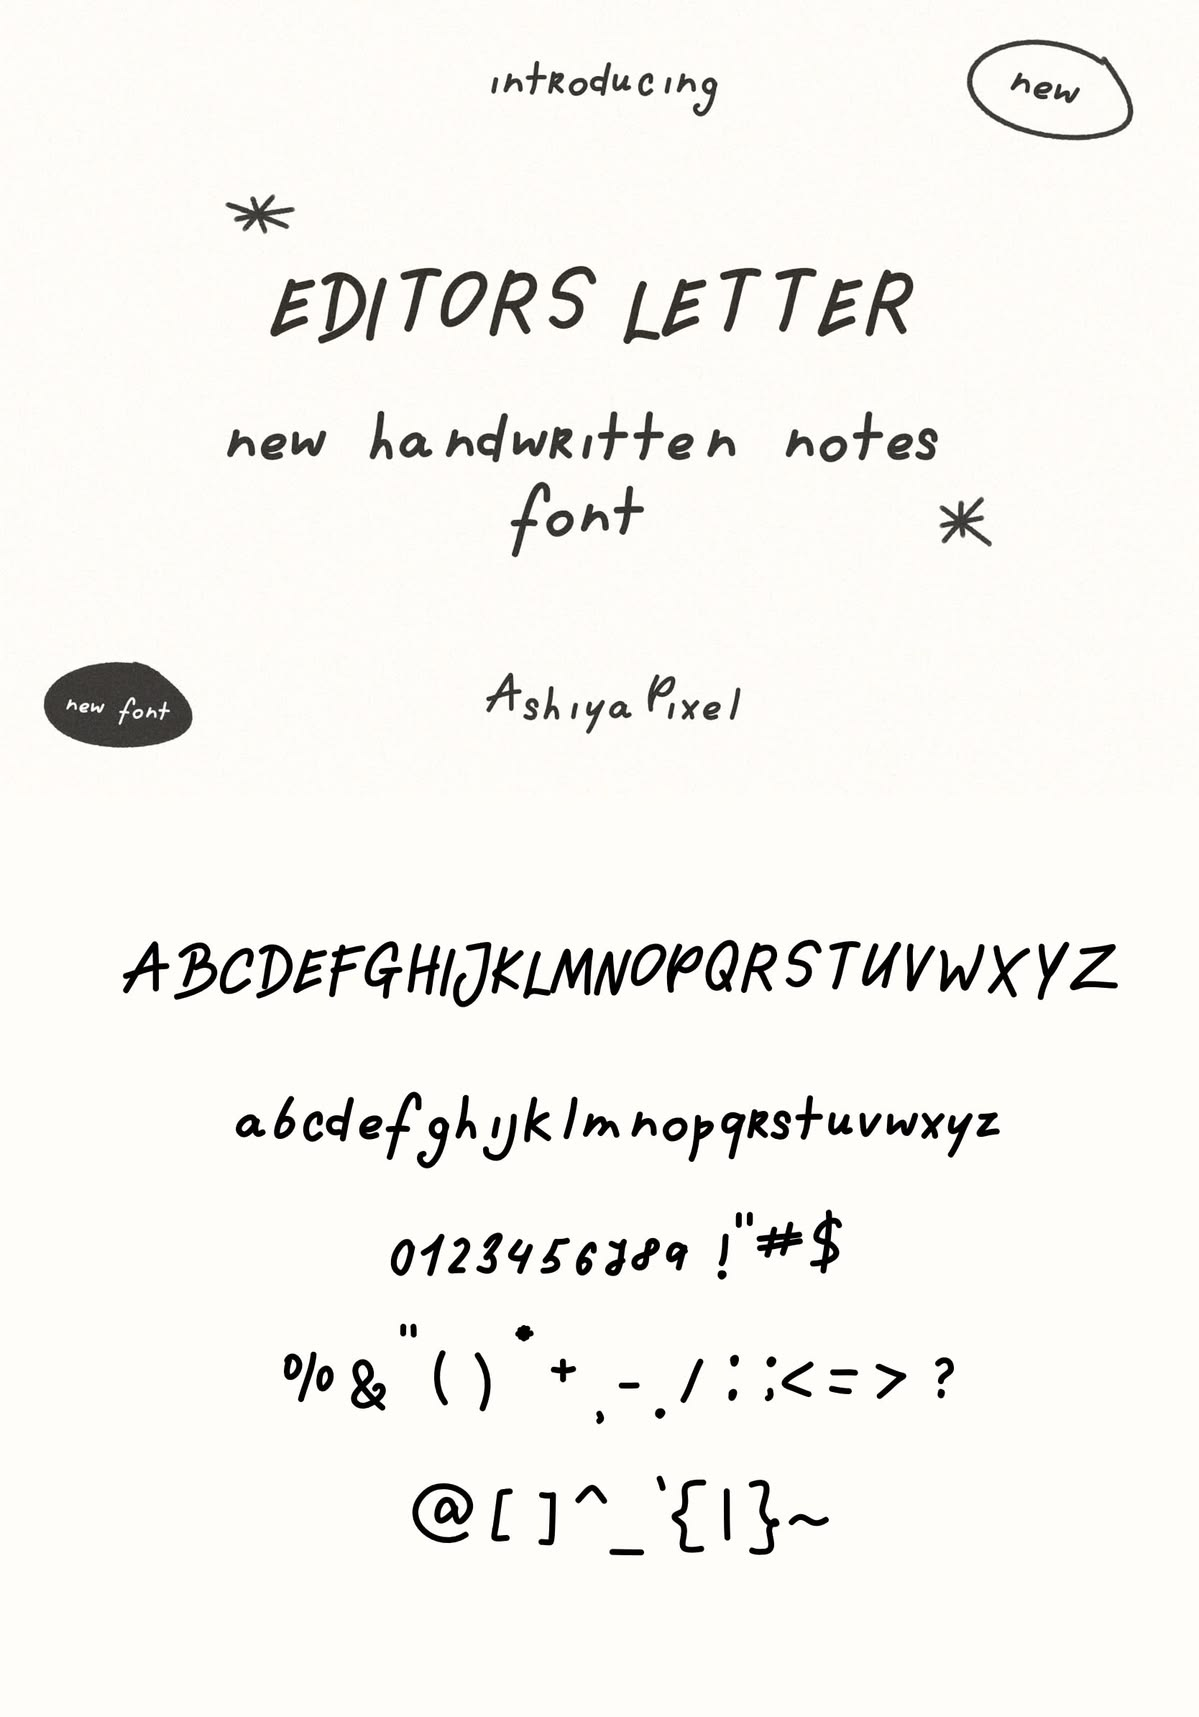 introducing
new
EDITORS LETTER
new handwritten notes
font
new font
Ashiya Pixel
ABCDEFGHIJKLMNOPQRSTUVWXYZ
abcdefghijklmnopqrstuvwxyz
0123456789 !"#$
%&"()*+,-./:;<=>?
@[]^_`{|}~